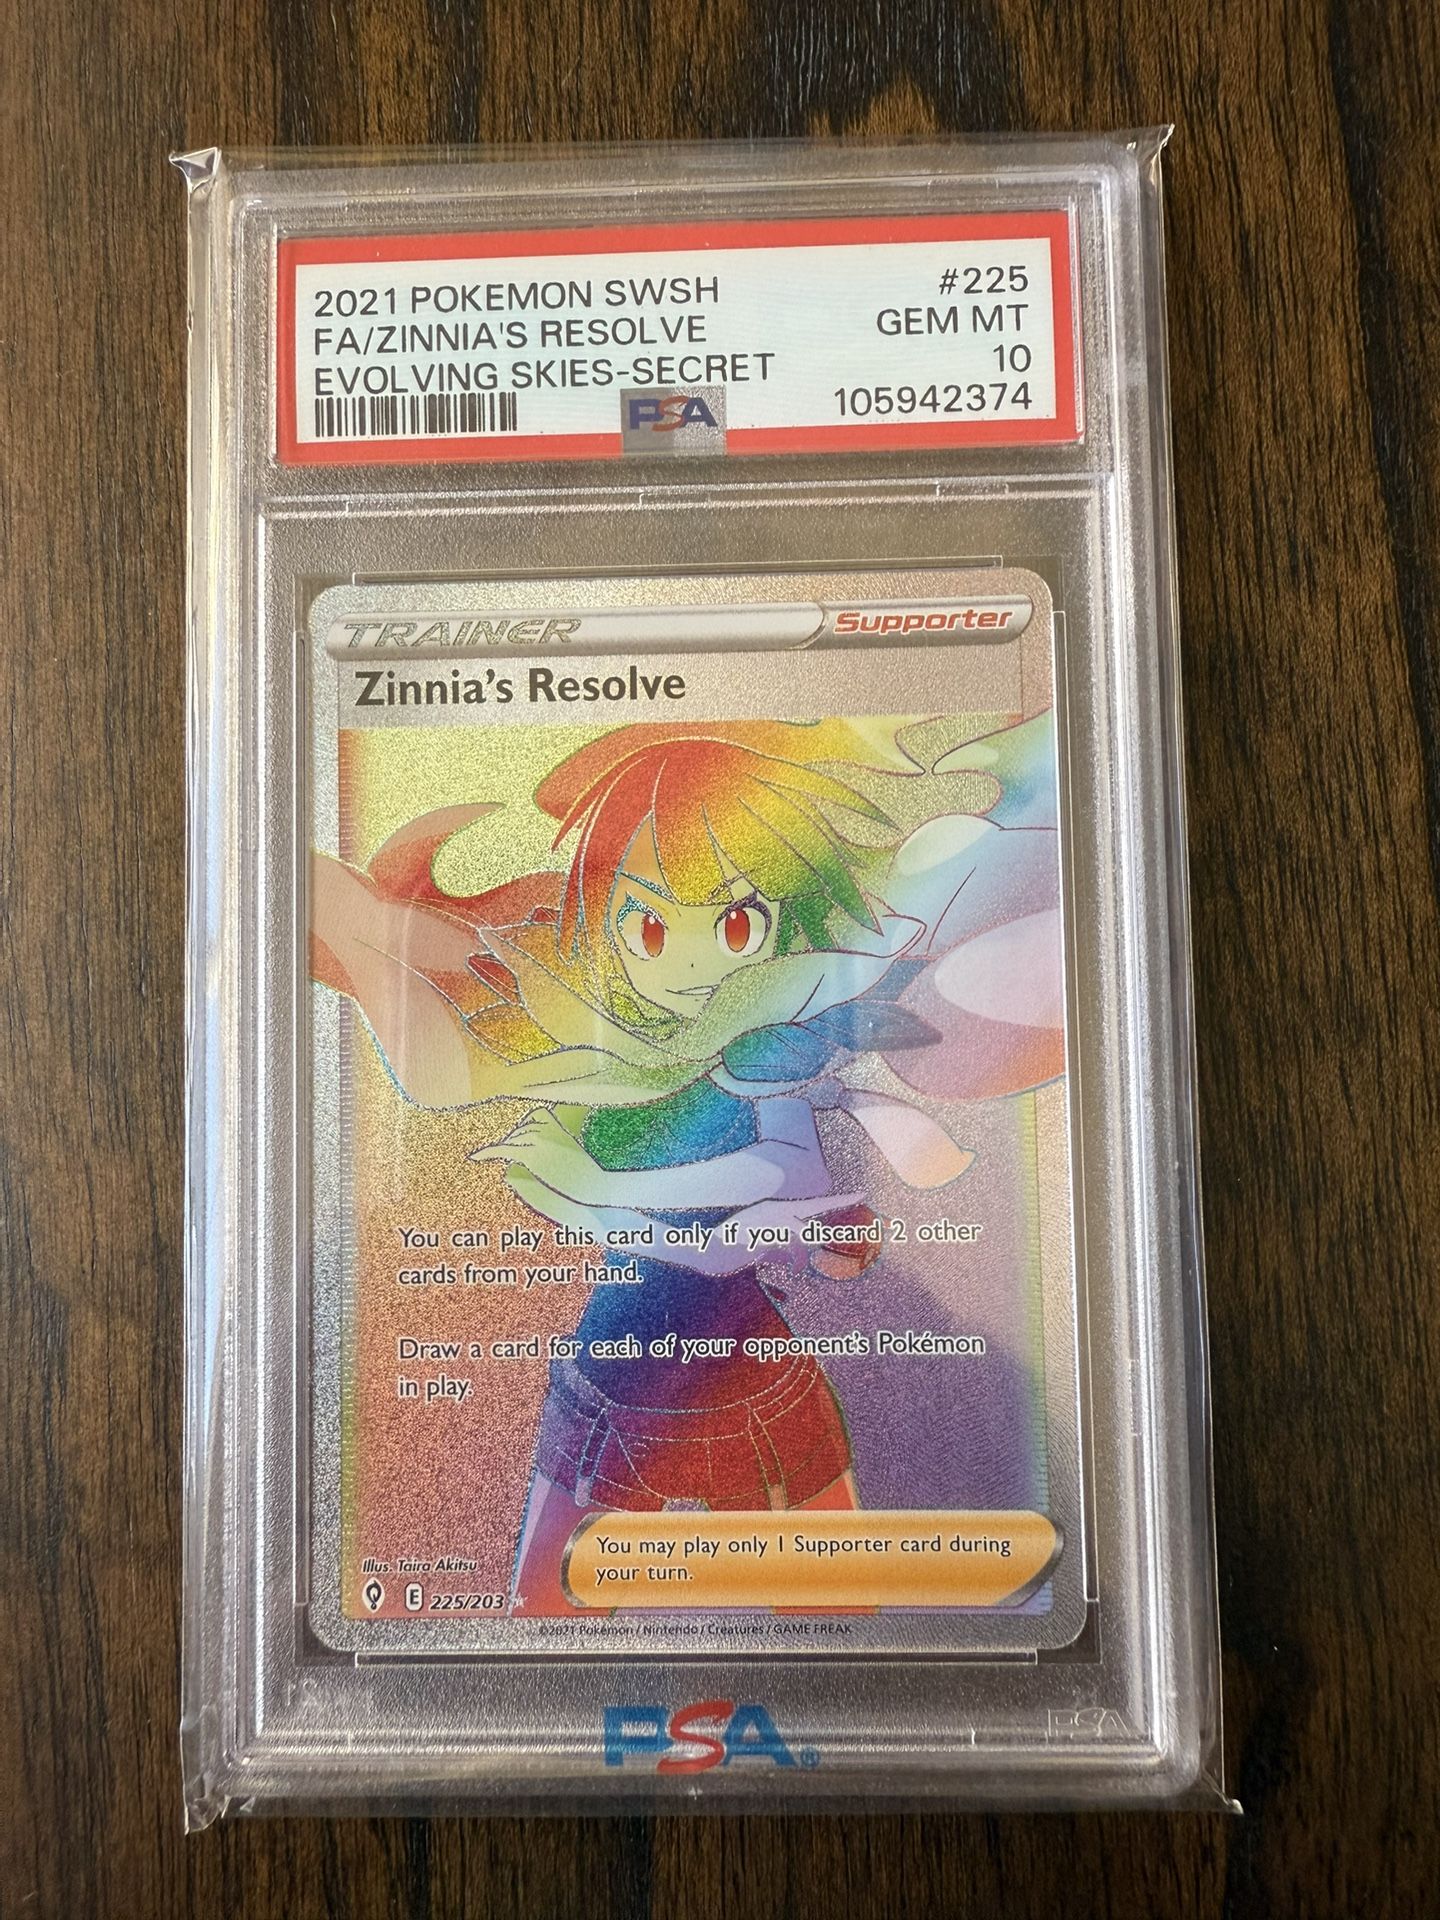 2021 POKEMON SWSH #225
FA/ZINNIA'S RESOLVE GEM MT
EVOLVING SKIES-SECRET 10
PSA 105942374
TRAINER Supporter
Zinnia's Resolve
You can play this card only if you discard 2 other
cards from your hand.
Draw a card for each of your opponent's Pokémon
in play.
You may play only 1 Supporter card during
your turn.
Illus. Taira Akitsu
E 225/203
©2021 Pokémon / Nintendo / Creatures / GAME FREAK
PSA®
PSA